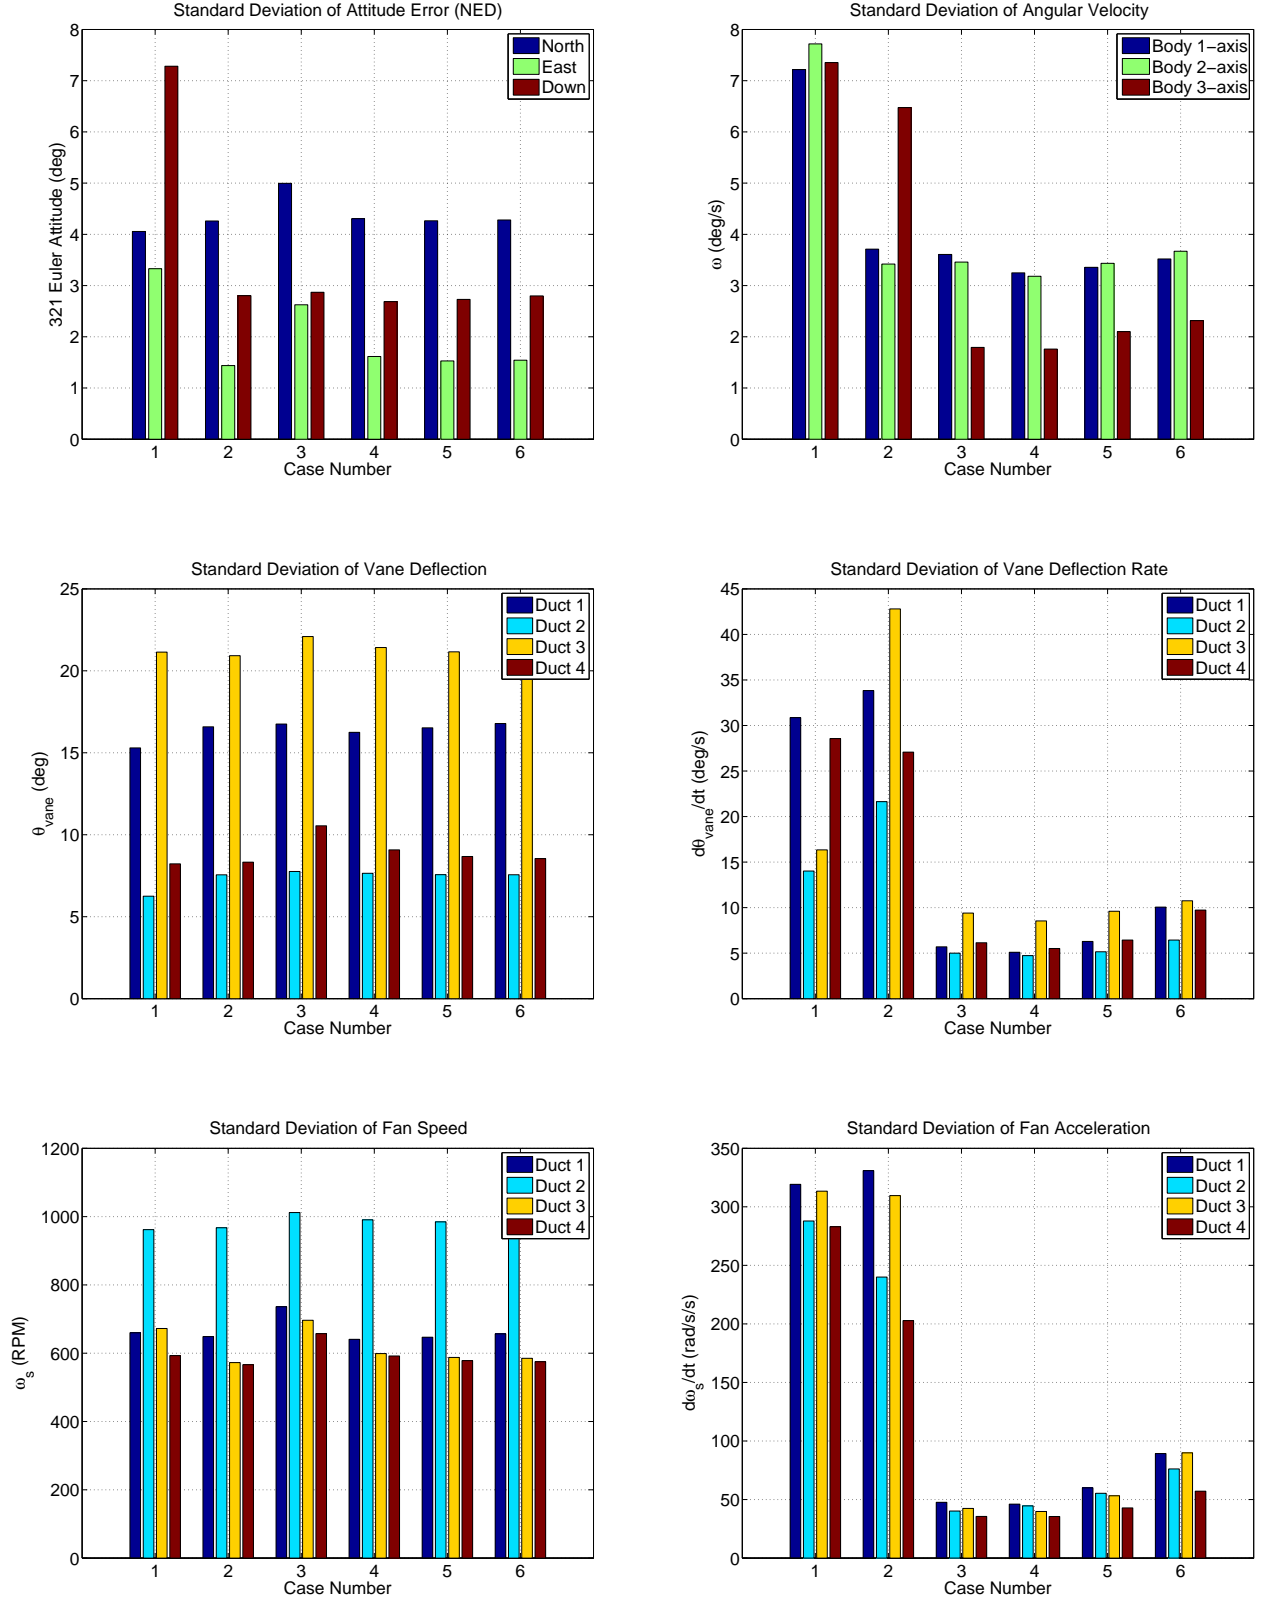 Standard Deviation of Attitude Error (NED)
8
7
6
5
4
3
2
1
0
321 Euler Attitude (deg)
North
East
Down
1 2 3 4 5 6
Case Number
Standard Deviation of Angular Velocity
8
7
6
5
4
3
2
1
0
ω (deg/s)
Body 1−axis
Body 2−axis
Body 3−axis
1 2 3 4 5 6
Case Number
Standard Deviation of Vane Deflection
25
20
15
10
5
0
θvane (deg)
Duct 1
Duct 2
Duct 3
Duct 4
1 2 3 4 5 6
Case Number
Standard Deviation of Vane Deflection Rate
45
40
35
30
25
20
15
10
5
0
dθvane/dt (deg/s)
Duct 1
Duct 2
Duct 3
Duct 4
1 2 3 4 5 6
Case Number
Standard Deviation of Fan Speed
1200
1000
800
600
400
200
0
ωs (RPM)
Duct 1
Duct 2
Duct 3
Duct 4
1 2 3 4 5 6
Case Number
Standard Deviation of Fan Acceleration
350
300
250
200
150
100
50
0
dωs/dt (rad/s/s)
Duct 1
Duct 2
Duct 3
Duct 4
1 2 3 4 5 6
Case Number